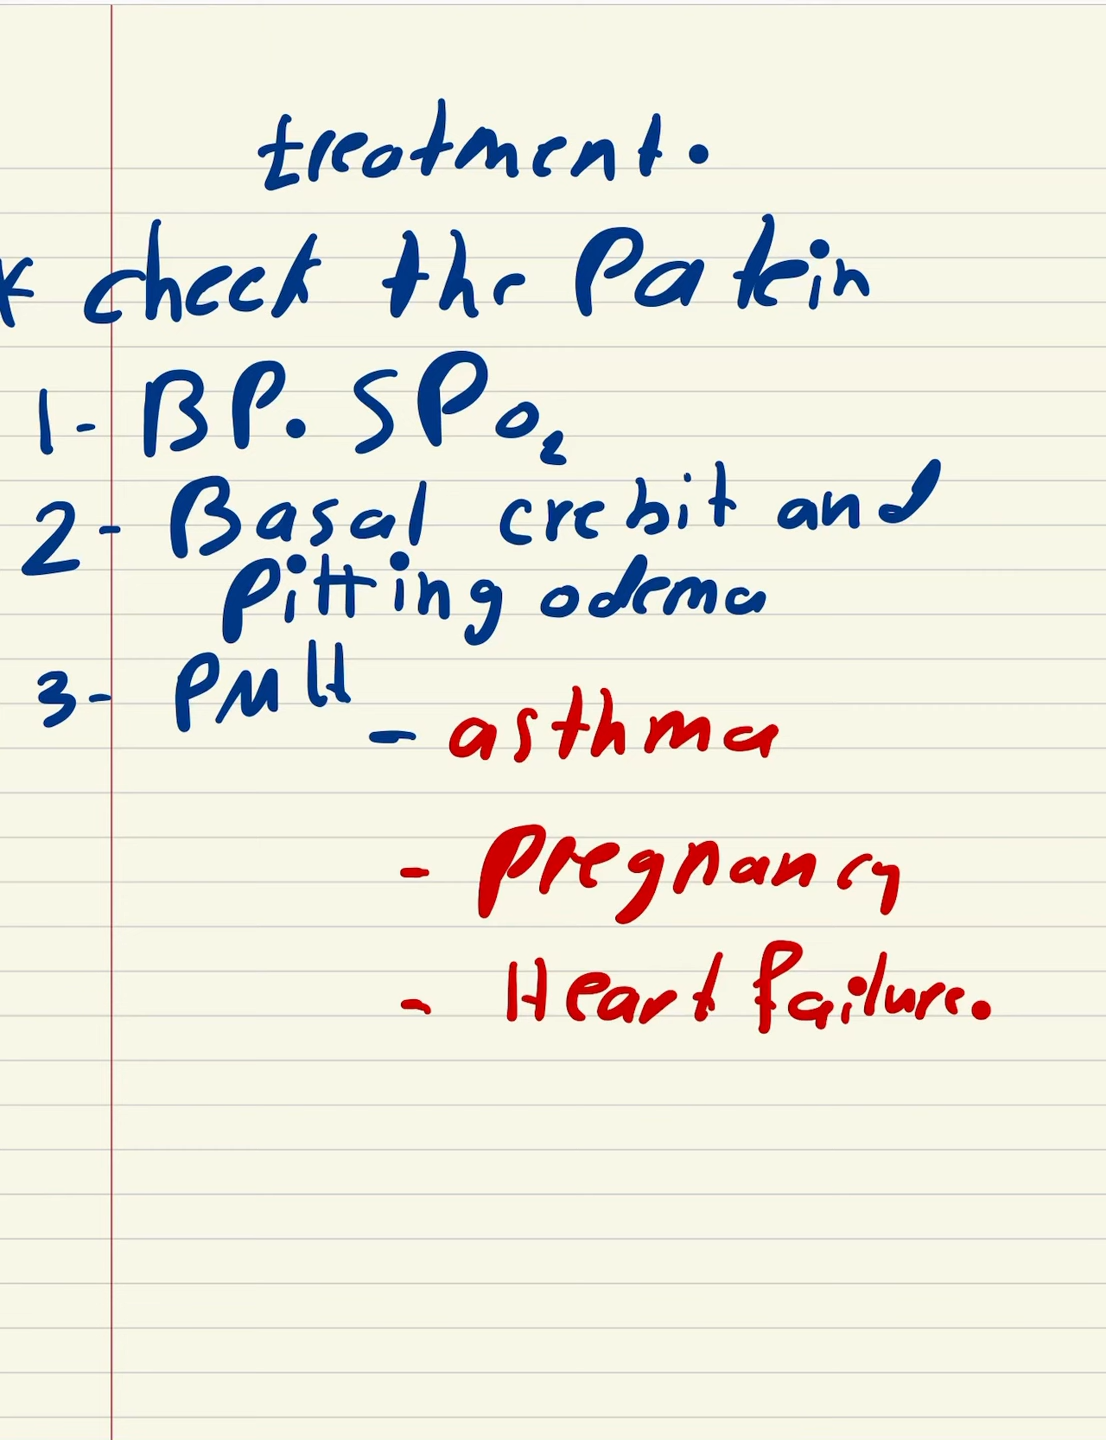 treatment.
* check the Patein
1- BP. SPO₂
2- Basal crebit and
Pitting odema
3- PMH
- asthma
- pregnancy
- Heart failure.